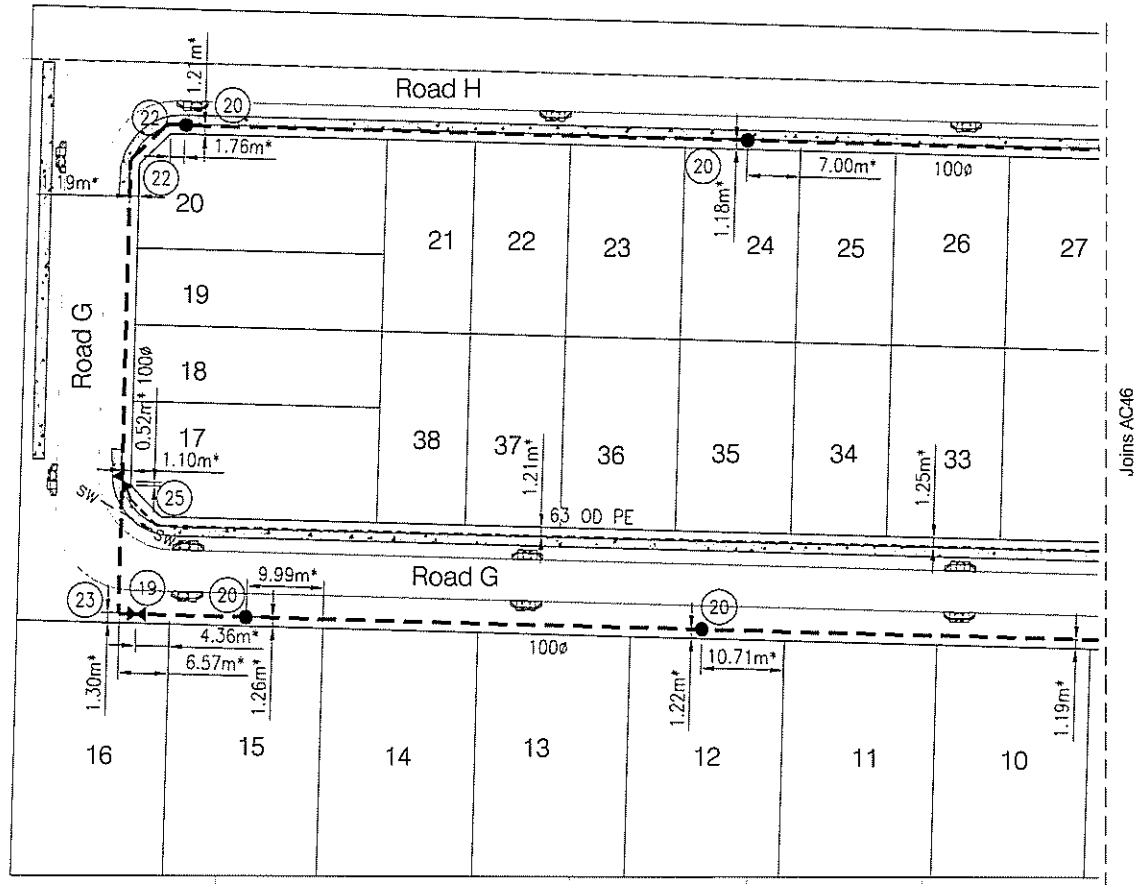 1.21m*
Road H
22
20
1.76m*
22
20
7.00m*
100ø
1.18m*
19m*
20
21
22
23
24
25
26
27
19
Road G
18
0.52m* 100ø
17
1.10m*
38
37
1.21m*
36
35
34
33
1.25m*
Joins AC46
25
SW
SW
63 OD PE
9.99m*
Road G
23
19
20
20
4.36m*
6.57m*
100ø
10.71m*
1.30m*
1.26m*
1.22m*
1.19m*
16
15
14
13
12
11
10